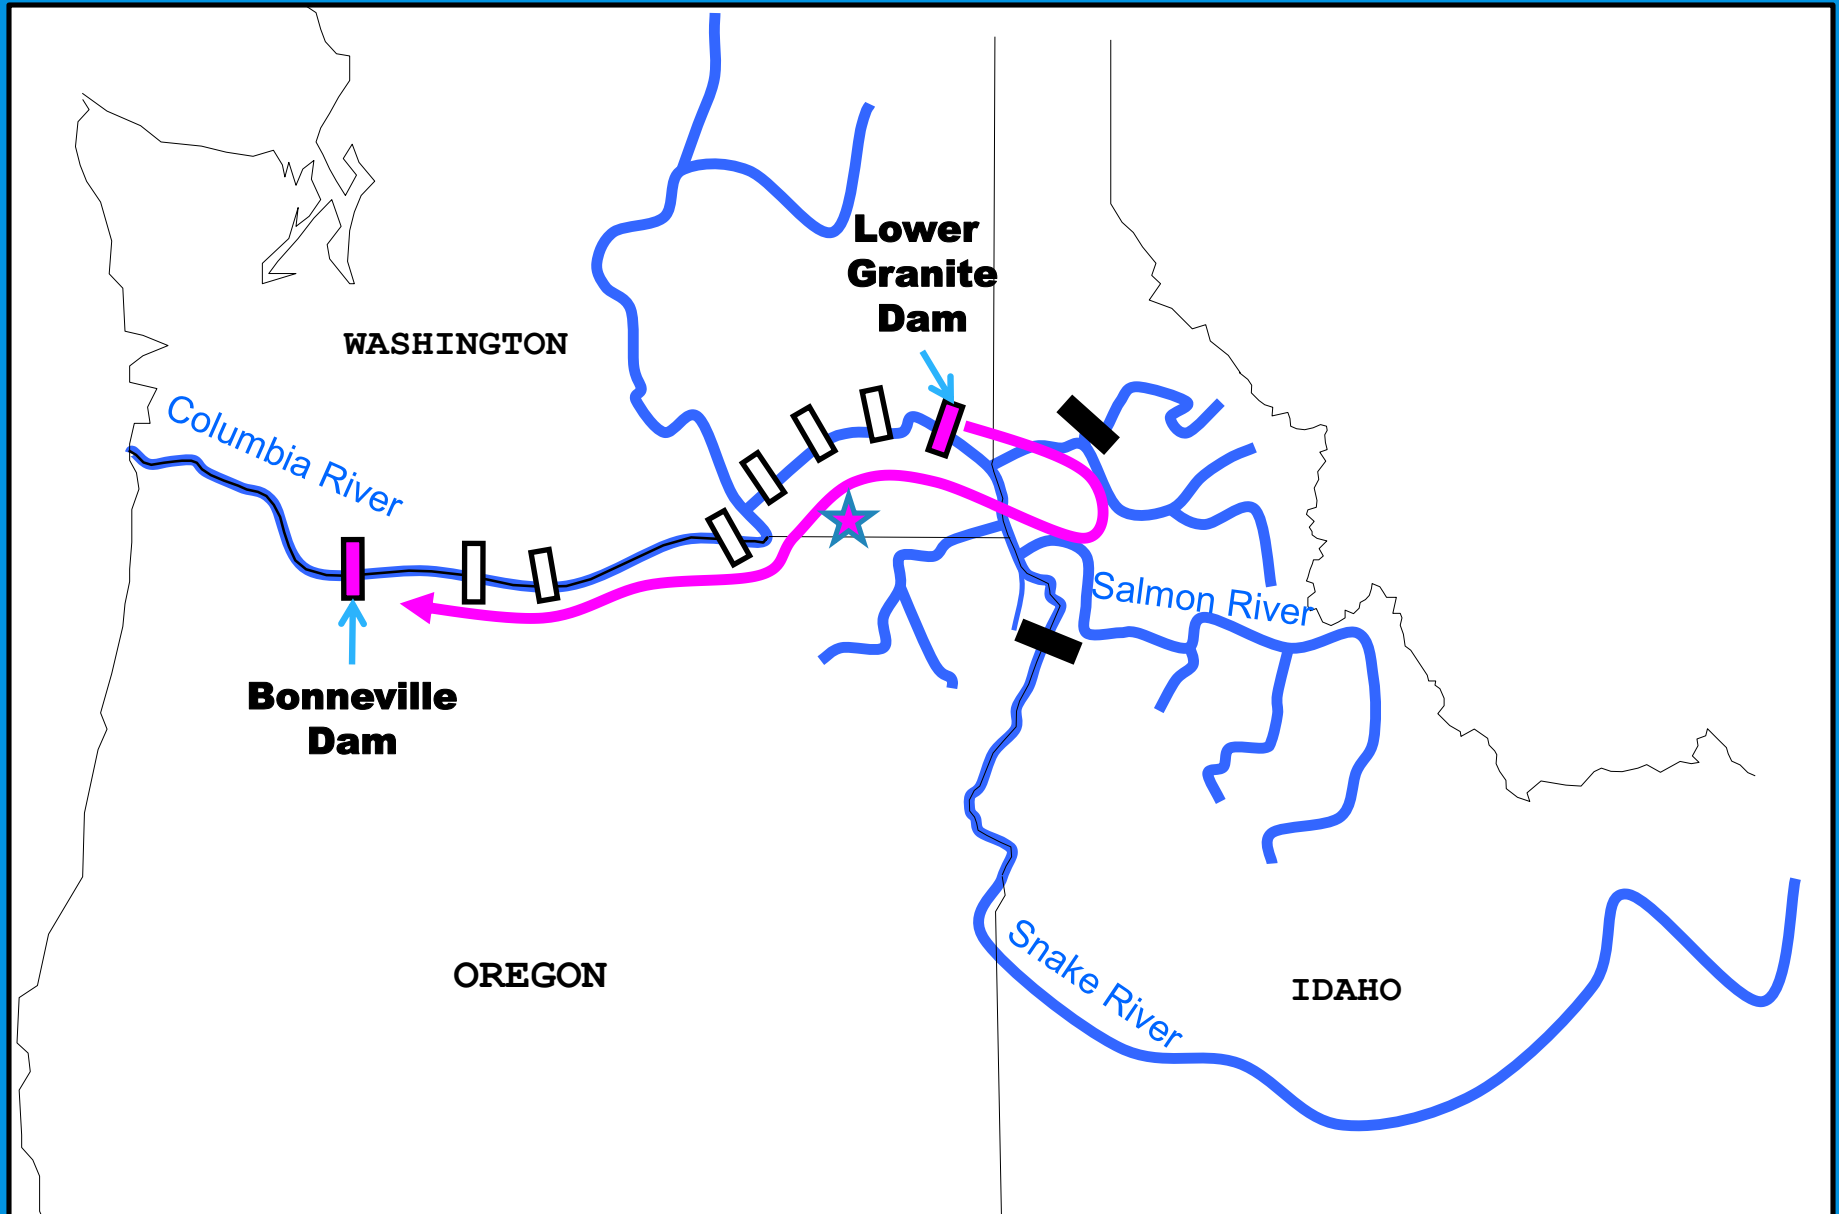 Lower
Granite
Dam
WASHINGTON
Columbia River
Salmon River
Bonneville
Dam
Snake River
OREGON
IDAHO